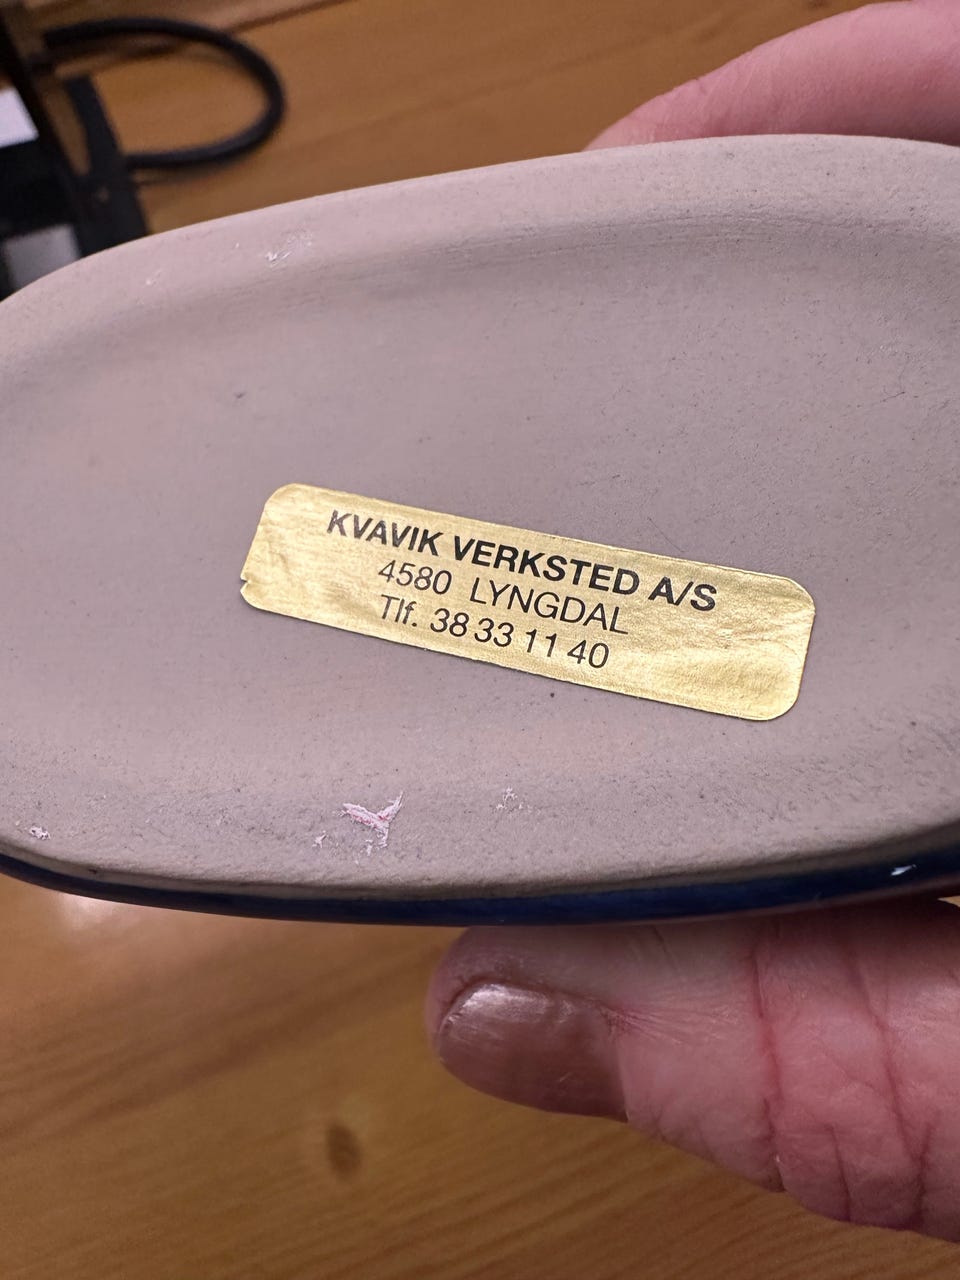 KVAVIK VERKSTED A/S
4580 LYNGDAL
Tlf. 38 33 11 40